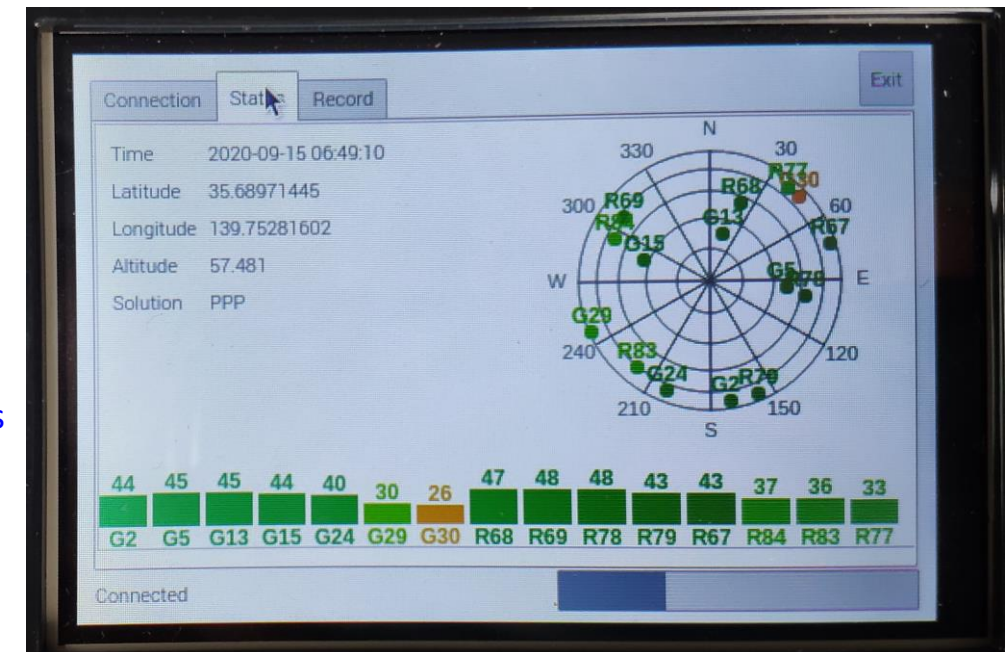 Connection Status Record Exit
Time 2020-09-15 06:49:10
Latitude 35.68971445
Longitude 139.75281602
Altitude 57.481
Solution PPP
N
330 30
R77 G30
R68
300 R69 60
R84 G13 R67
G15
G5 R78
W E
G29
240 R83 120
G24 G2 R79
210 150
S
44 45 45 44 40 30 26 47 48 48 43 43 37 36 33
G2 G5 G13 G15 G24 G29 G30 R68 R69 R78 R79 R67 R84 R83 R77
Connected
s